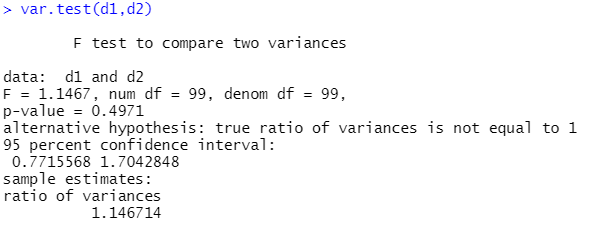 > var.test(d1,d2)
F test to compare two variances
data:  d1 and d2
F = 1.1467, num df = 99, denom df = 99,
p-value = 0.4971
alternative hypothesis: true ratio of variances is not equal to 1
95 percent confidence interval:
0.7715568 1.7042848
sample estimates:
ratio of variances
1.146714